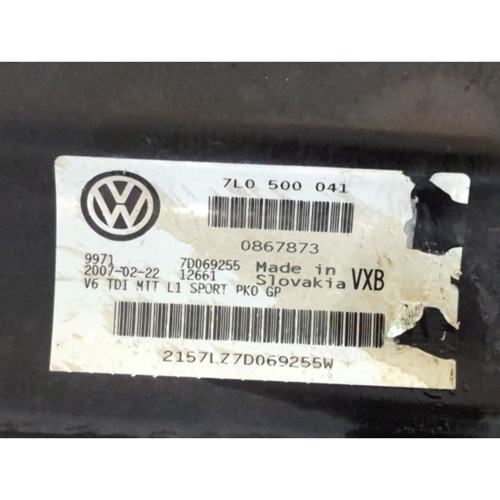 7L0 500 041
0867873
9971 7D069255 Made in
2007-02-22 12661 Slovakia VXB
V6 TDI MTT L1 SPORT PKO GP
2157LZ7D069255W